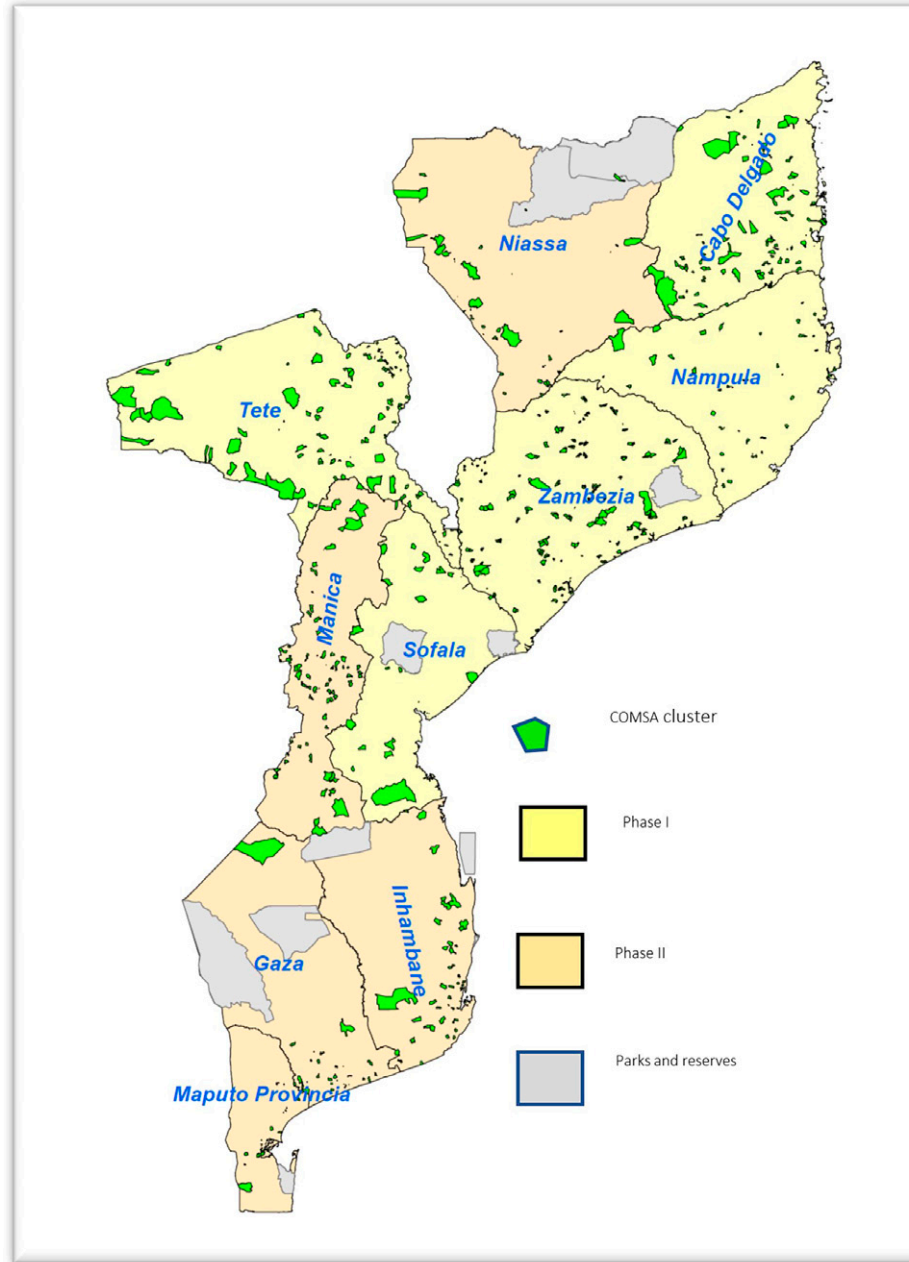 Cabo Delgado
Niassa
Nampula
Tete
Zambezia
Manica
Sofala
COMSA cluster
Phase I
Inhambane
Phase II
Gaza
Parks and reserves
Maputo Provincia